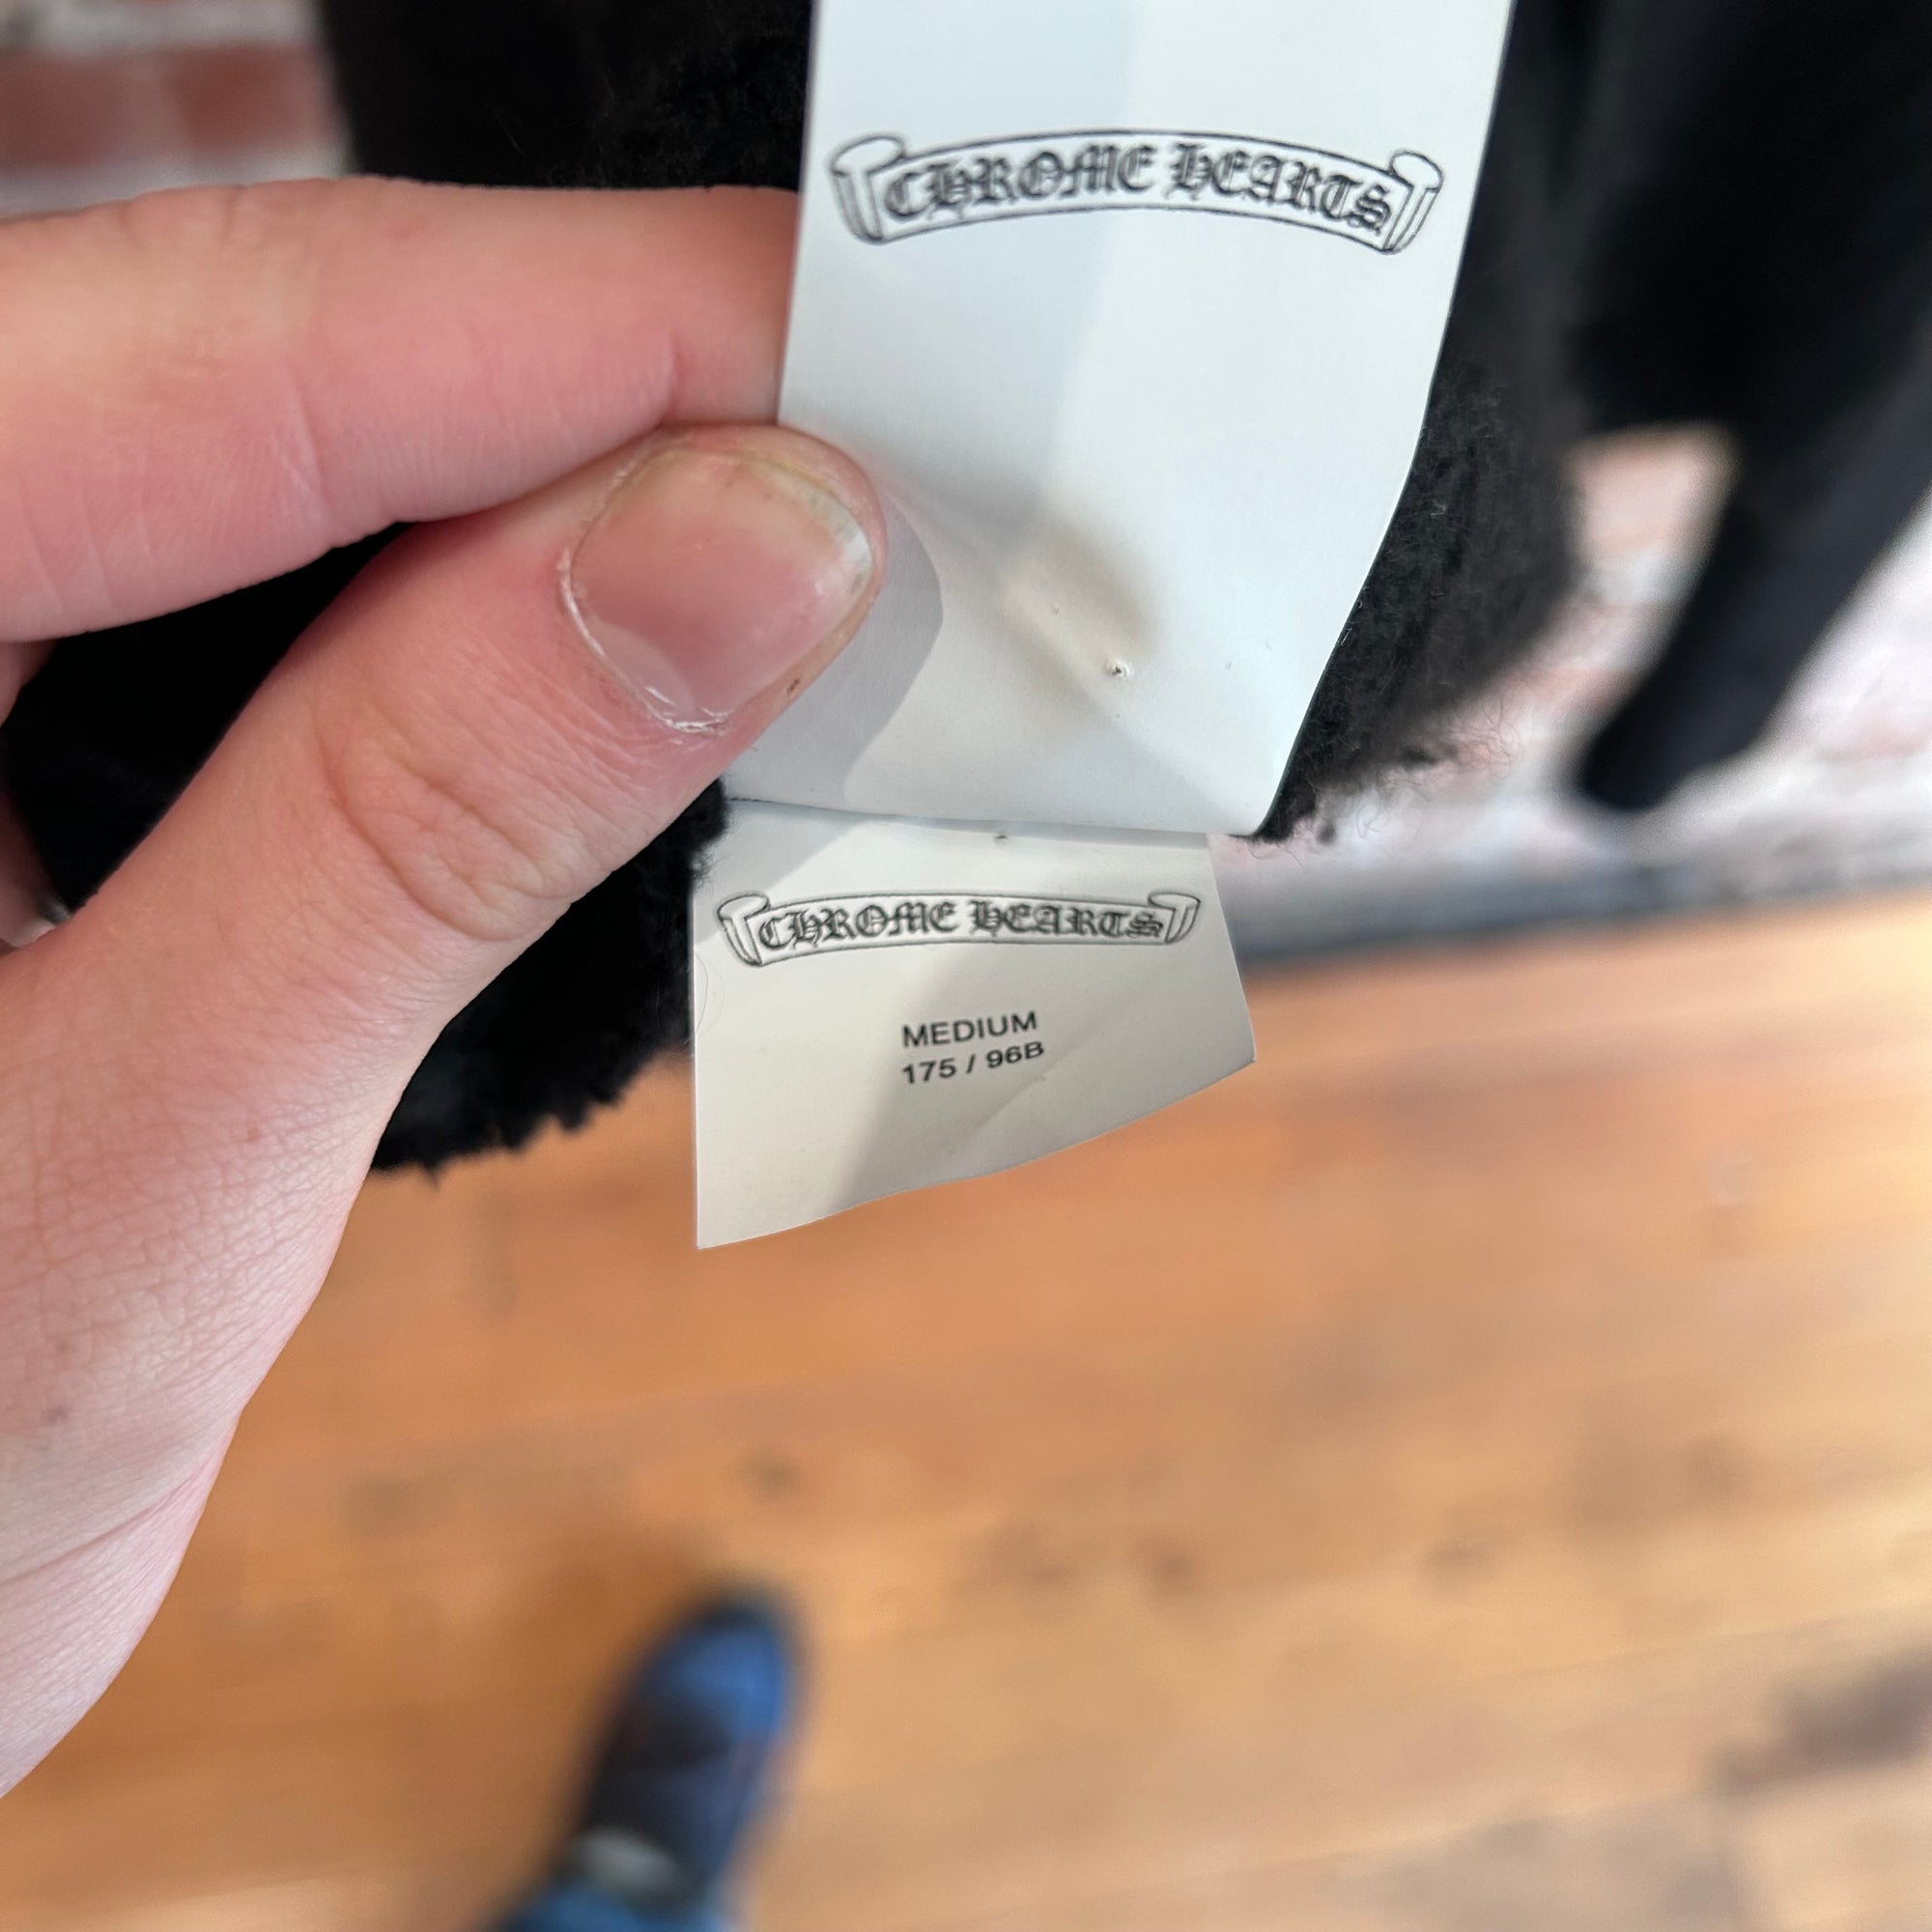 CHROME HEARTS
CHROME HEARTS
MEDIUM
175 / 96B